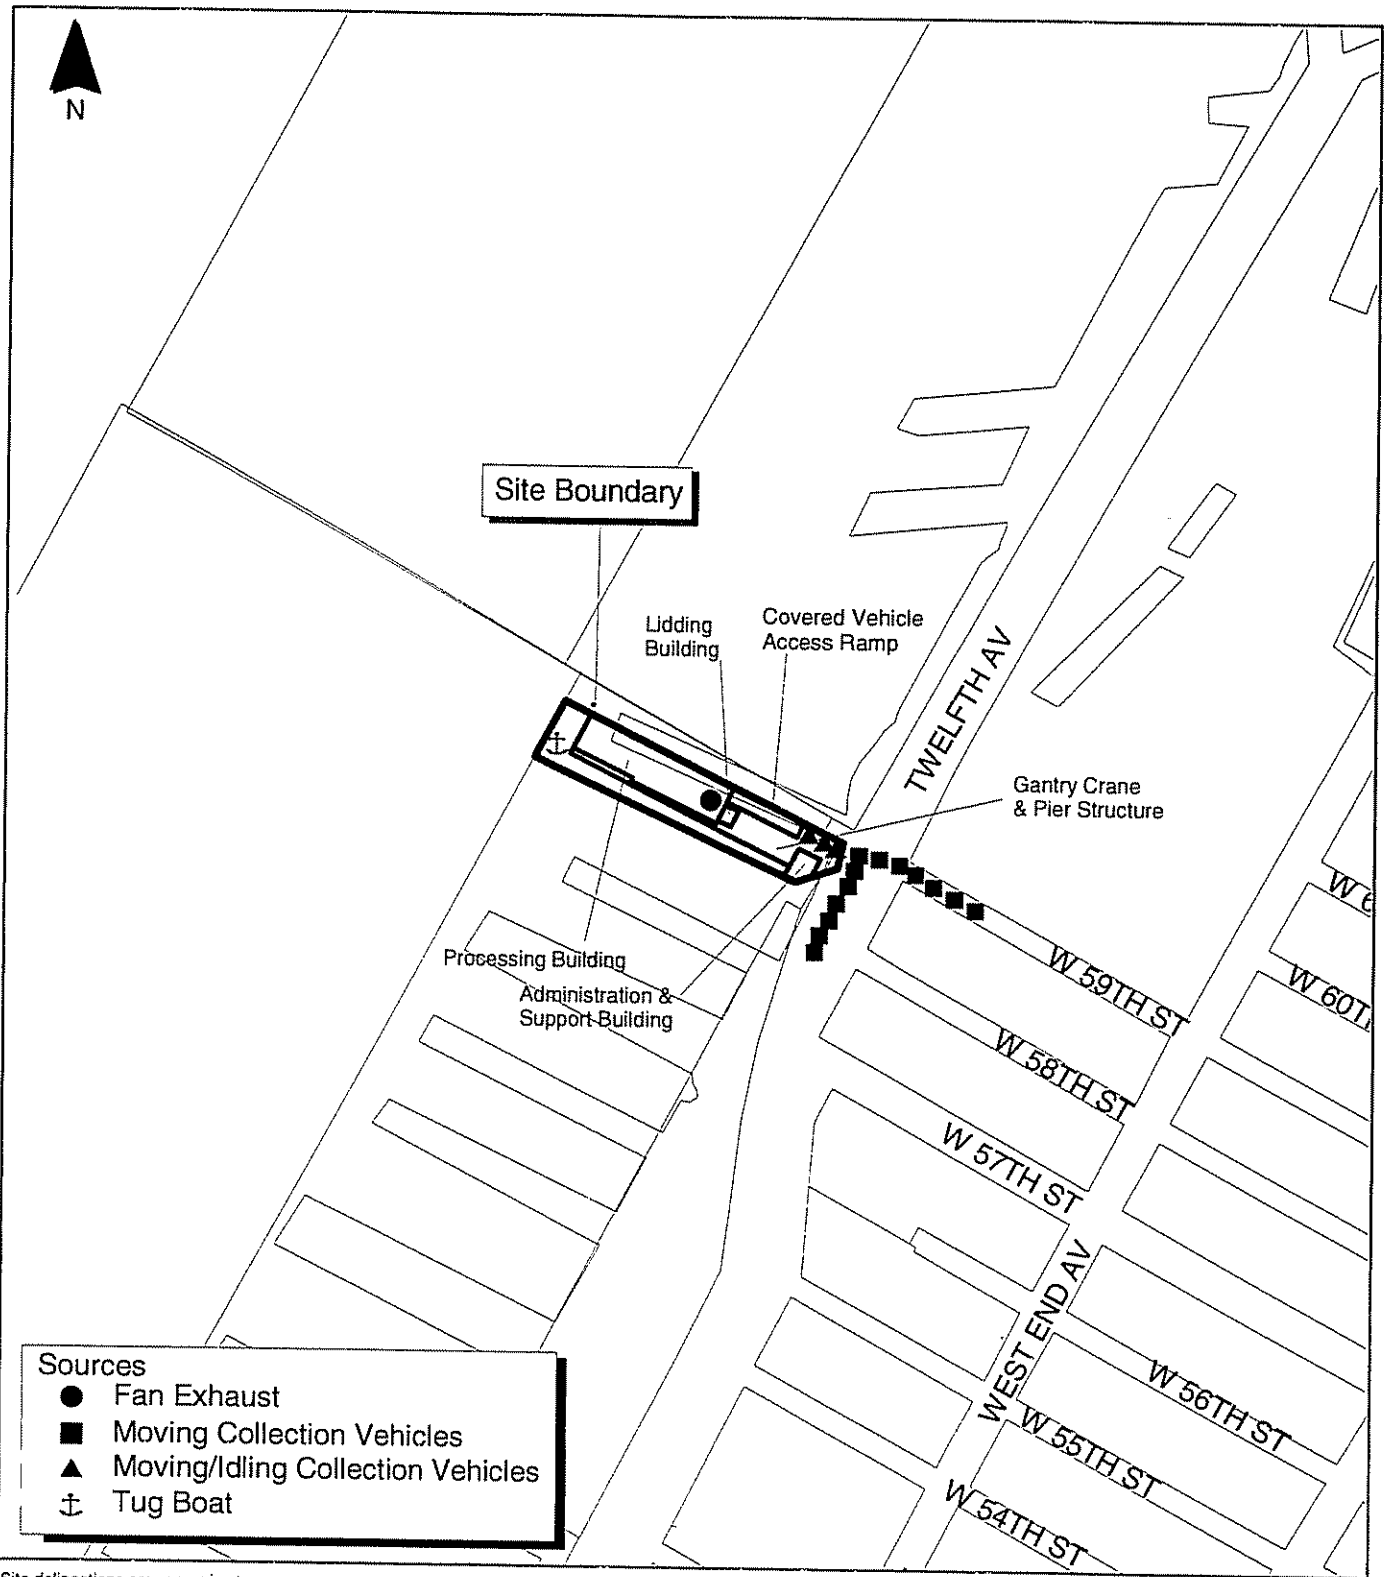 N
Site Boundary
Lidding
Building
Covered Vehicle
Access Ramp
TWELFTH AV
Gantry Crane
& Pier Structure
W 6
W 60T
W 59TH ST
Processing Building
Administration &
Support Building
W 58TH ST
W 57TH ST
WEST END AV
W 56TH ST
W 55TH ST
W 54TH ST
Sources
Fan Exhaust
Moving Collection Vehicles
Moving/Idling Collection Vehicles
Tug Boat